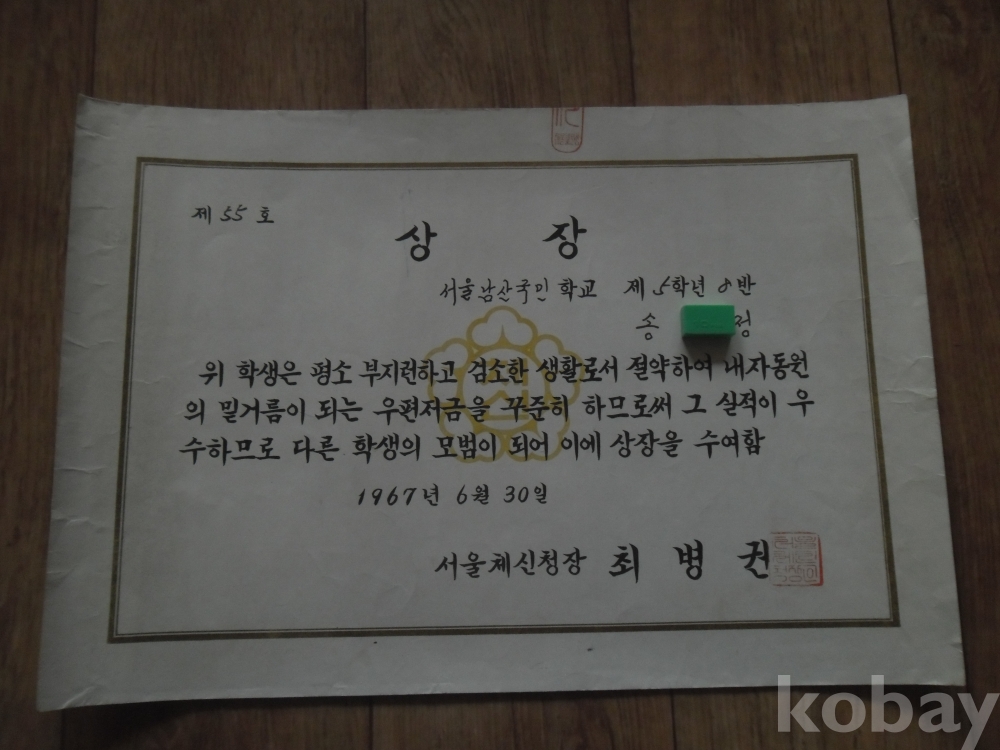 제 55 호
상 장
서울남산국민 학교 제 5학년 8반
송 정
위 학생은 평소 부지런하고 검소한 생활로서 절약하여 내자동원
의 밑거름이 되는 우편저금을 꾸준히 하므로써 그 실적이 우
수하므로 다른 학생의 모범이 되어 이에 상장을 수여함
1967년 6월 30일
서울체신청장 최 병 권
kobay